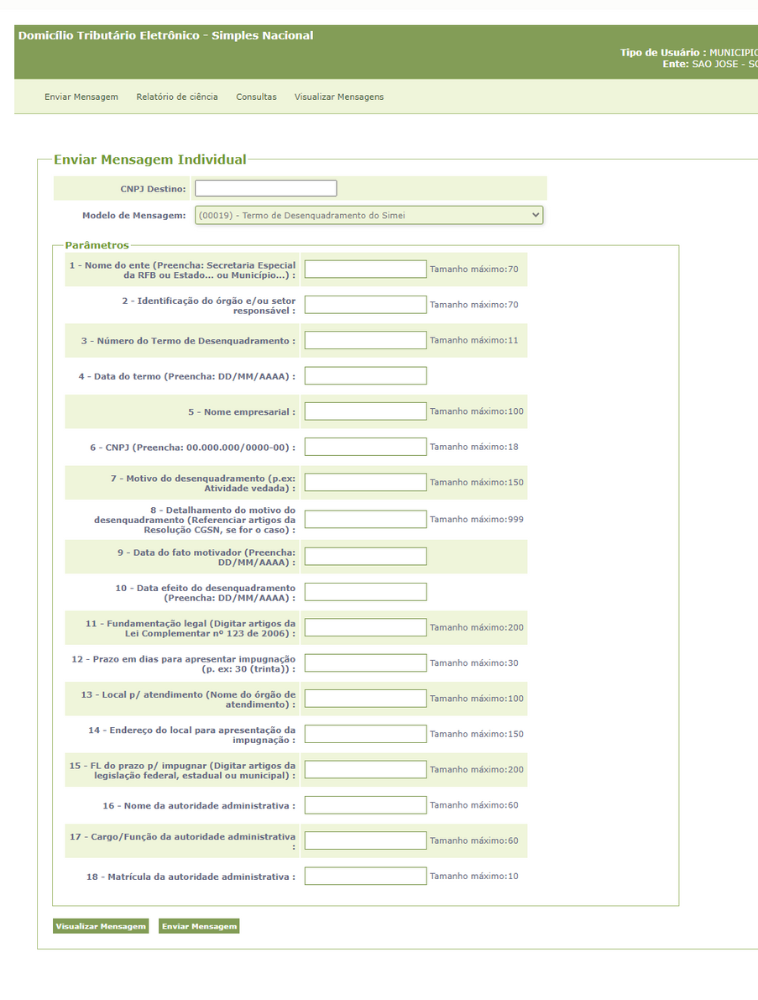 Domicílio Tributário Eletrônico - Simples Nacional
Tipo de Usuário : MUNICIPIO
Ente: SAO JOSE - SC
Enviar Mensagem Relatório de ciência Consultas Visualizar Mensagens
Enviar Mensagem Individual
CNPJ Destino:
Modelo de Mensagem: (00019) - Termo de Desenquadramento do Simei
Parâmetros
1 - Nome do ente (Preencha: Secretaria Especial
da RFB ou Estado... ou Município...) : Tamanho máximo:70
2 - Identificação do órgão e/ou setor
responsável : Tamanho máximo:70
3 - Número do Termo de Desenquadramento : Tamanho máximo:11
4 - Data do termo (Preencha: DD/MM/AAAA) :
5 - Nome empresarial : Tamanho máximo:100
6 - CNPJ (Preencha: 00.000.000/0000-00) : Tamanho máximo:18
7 - Motivo do desenquadramento (p.ex:
Atividade vedada) : Tamanho máximo:150
8 - Detalhamento do motivo do
desenquadramento (Referenciar artigos da
Resolução CGSN, se for o caso) : Tamanho máximo:999
9 - Data do fato motivador (Preencha:
DD/MM/AAAA) :
10 - Data efeito do desenquadramento
(Preencha: DD/MM/AAAA) :
11 - Fundamentação legal (Digitar artigos da
Lei Complementar nº 123 de 2006) : Tamanho máximo:200
12 - Prazo em dias para apresentar impugnação
(p. ex: 30 (trinta)) : Tamanho máximo:30
13 - Local p/ atendimento (Nome do órgão de
atendimento) : Tamanho máximo:100
14 - Endereço do local para apresentação da
impugnação : Tamanho máximo:150
15 - FL do prazo p/ impugnar (Digitar artigos da
legislação federal, estadual ou municipal) : Tamanho máximo:200
16 - Nome da autoridade administrativa : Tamanho máximo:60
17 - Cargo/Função da autoridade administrativa
: Tamanho máximo:60
18 - Matrícula da autoridade administrativa : Tamanho máximo:10
Visualizar Mensagem Enviar Mensagem